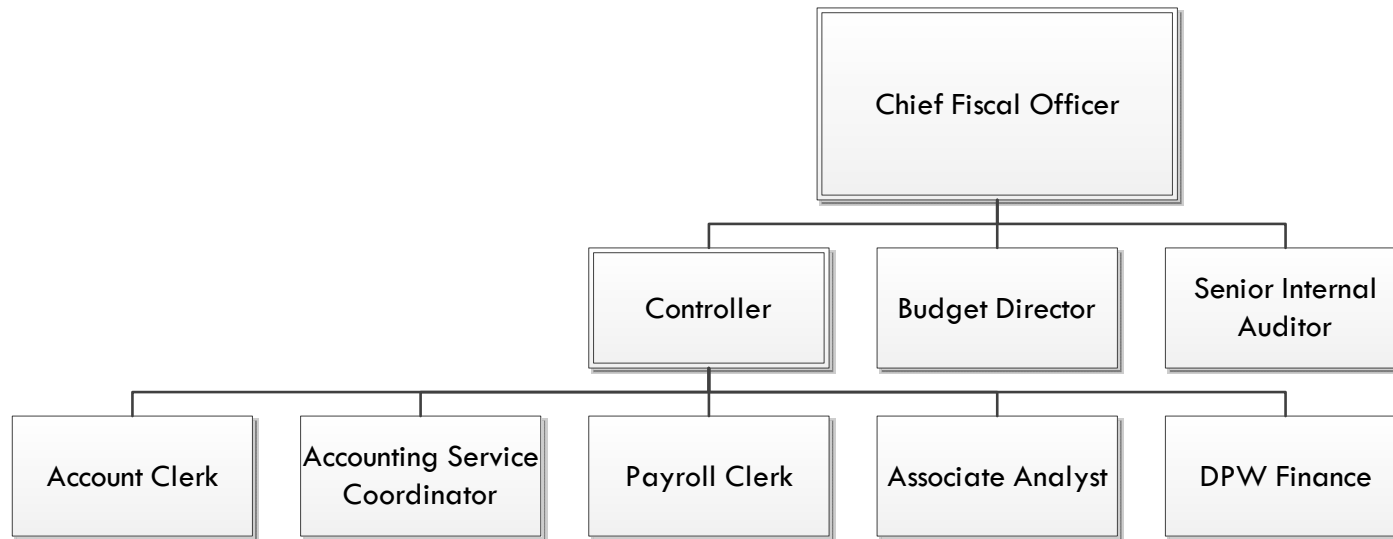 Chief Fiscal Officer
Controller
Budget Director
Senior Internal
Auditor
Account Clerk
Accounting Service
Coordinator
Payroll Clerk
Associate Analyst
DPW Finance